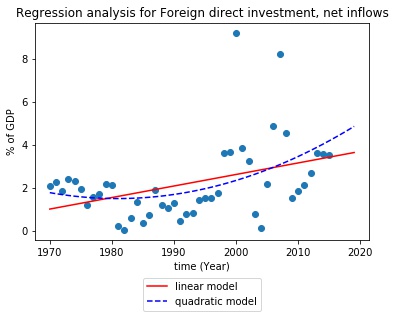 Regression analysis for Foreign direct investment, net inflows
% of GDP
8
6
4
2
0
1970 1980 1990 2000 2010 2020
time (Year)
linear model
quadratic model